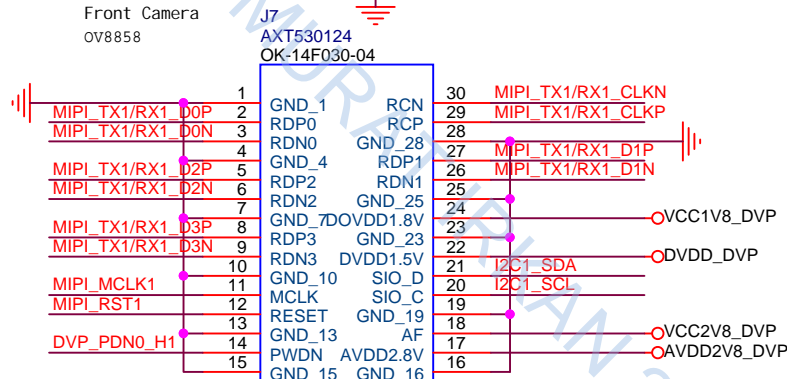 Front Camera
OV8858
J7
AXT530124
OK-14F030-04
1 GND_1 RCN 30 MIPI_TX1/RX1_CLKN
MIPI_TX1/RX1_D0P 2 RDP0 RCP 29 MIPI_TX1/RX1_CLKP
MIPI_TX1/RX1_D0N 3 RDN0 GND_28 28
4 GND_4 RDP1 27 MIPI_TX1/RX1_D1P
MIPI_TX1/RX1_D2P 5 RDP2 RDN1 26 MIPI_TX1/RX1_D1N
MIPI_TX1/RX1_D2N 6 RDN2 GND_25 25
7 GND_7 DOVDD1.8V 24 VCC1V8_DVP
MIPI_TX1/RX1_D3P 8 RDP3 GND_23 23
MIPI_TX1/RX1_D3N 9 RDN3 DVDD1.5V 22 DVDD_DVP
10 GND_10 SIO_D 21 I2C1_SDA
MIPI_MCLK1 11 MCLK SIO_C 20 I2C1_SCL
MIPI_RST1 12 RESET GND_19 19
13 GND_13 AF 18 VCC2V8_DVP
DVP_PDN0_H1 14 PWDN AVDD2.8V 17 AVDD2V8_DVP
15 GND_15 GND_16 16